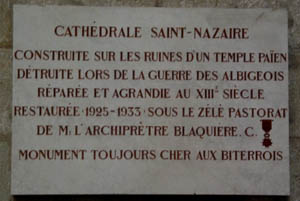 CATHÉDRALE SAINT-NAZAIRE
CONSTRUITE SUR LES RUINES D'UN TEMPLE PAÏEN
DÉTRUITE LORS DE LA GUERRE DES ALBIGEOIS
RÉPARÉE ET AGRANDIE AU XIIIE SIÈCLE
RESTAURÉE · 1925-1933 · SOUS LE ZÉLÉ PASTORAT
DE MR L'ARCHIPRÊTRE BLAQUIÈRE. C.
MONUMENT TOUJOURS CHER AUX BITERROIS